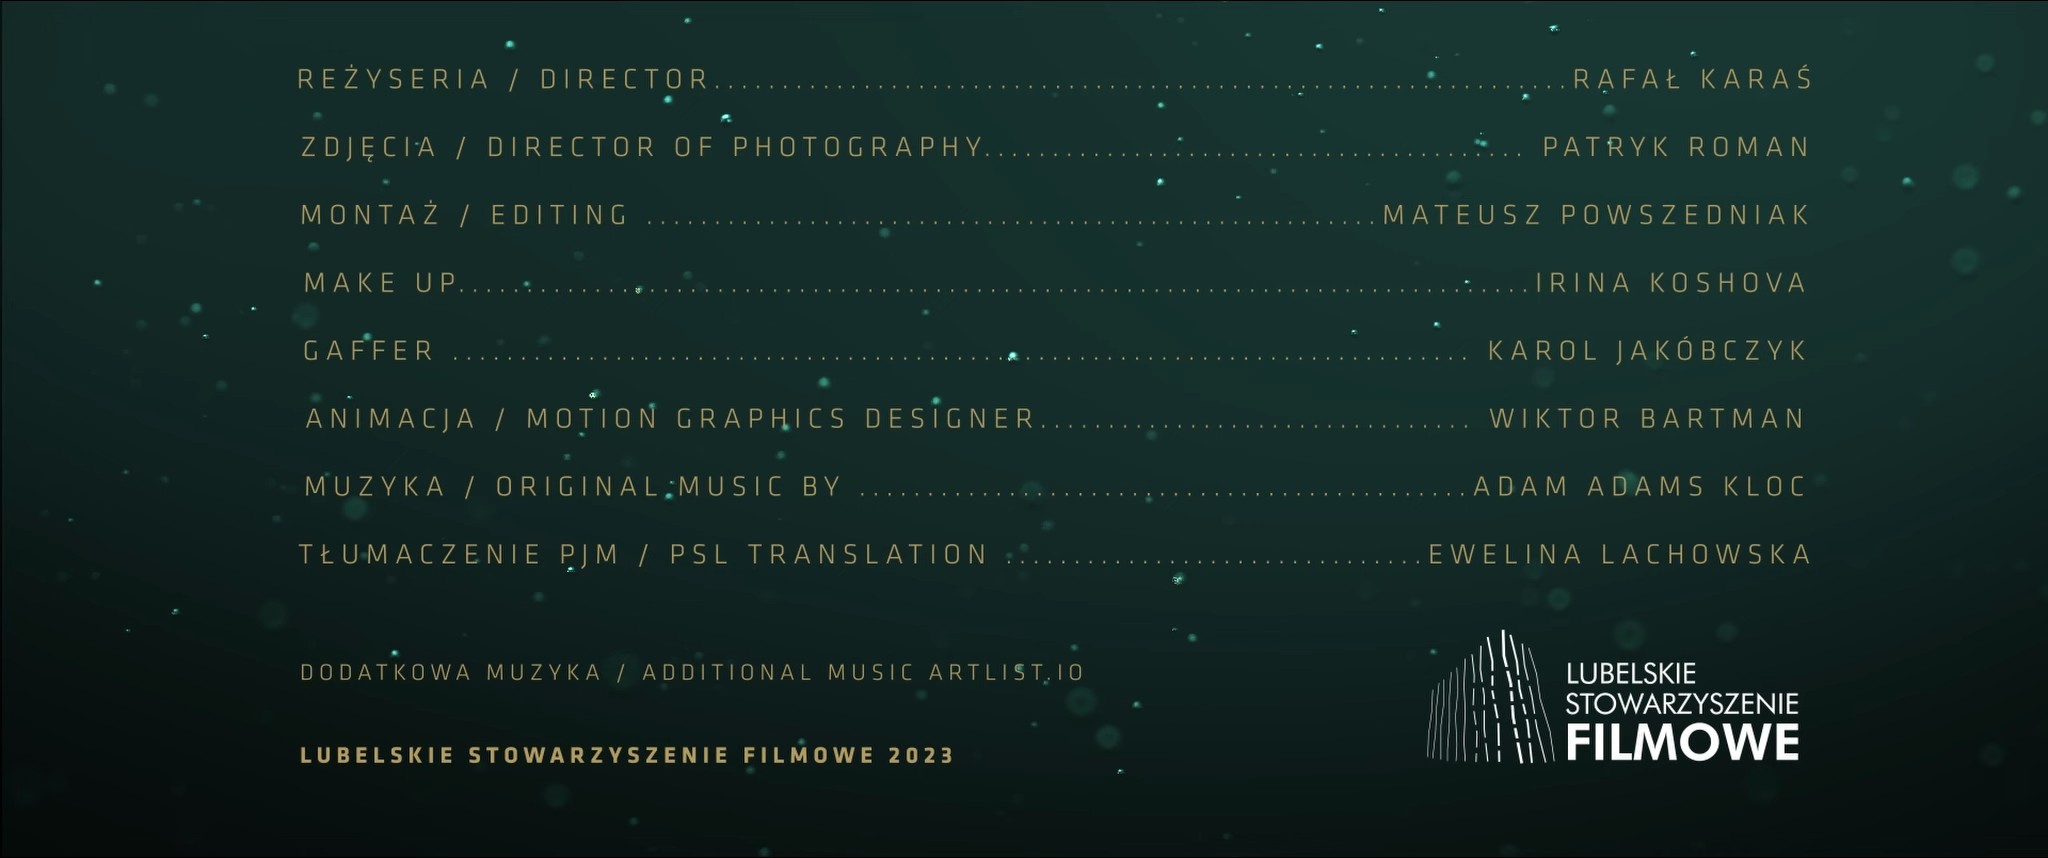 REŻYSERIA / DIRECTOR................................................................RAFAŁ KARAŚ
ZDJĘCIA / DIRECTOR OF PHOTOGRAPHY........................................ PATRYK ROMAN
MONTAŻ / EDITING .......................................................MATEUSZ POWSZEDNIAK
MAKE UP................................................................................IRINA KOSHOVA
GAFFER ............................................................................ KAROL JAKÓBCZYK
ANIMACJA / MOTION GRAPHICS DESIGNER................................ WIKTOR BARTMAN
MUZYKA / ORIGINAL MUSIC BY ..............................................ADAM ADAMS KLOC
TŁUMACZENIE PJM / PSL TRANSLATION ...............................EWELINA LACHOWSKA
DODATKOWA MUZYKA / ADDITIONAL MUSIC ARTLIST.IO
LUBELSKIE STOWARZYSZENIE FILMOWE 2023
LUBELSKIE
STOWARZYSZENIE
FILMOWE